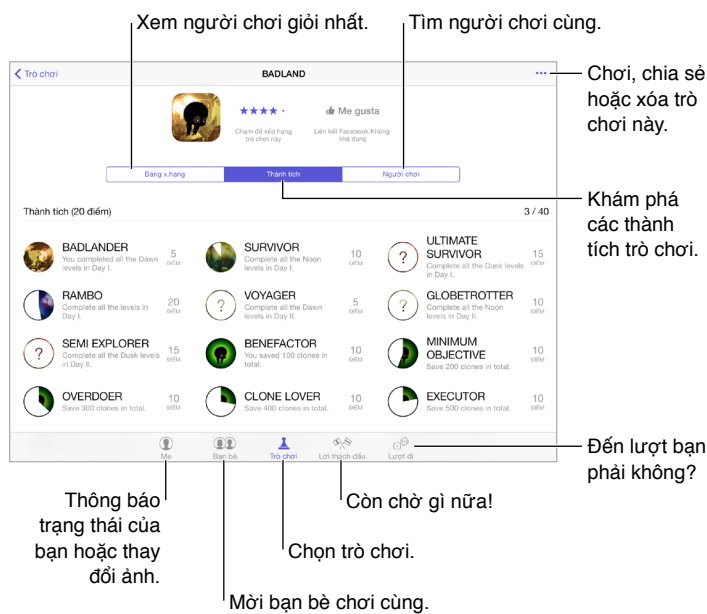 Xem người chơi giỏi nhất.
Tìm người chơi cùng.
Trò chơi
BADLAND
Chơi, chia sẻ
hoặc xóa trò
chơi này.
Me gusta
Chạm để xếp hạng
trò chơi này
Liên kết Facebook Không
khả dụng
Bảng x.hạng
Thành tích
Người chơi
Khám phá
các thành
tích trò chơi.
Thành tích (20 điểm)
3 / 40
BADLANDER
You completed all the Dawn
levels in Day I.
5
ĐIỂM
SURVIVOR
Complete all the Noon
levels in Day I.
10
ĐIỂM
ULTIMATE
SURVIVOR
Complete all the Dusk levels
in Day I.
15
ĐIỂM
RAMBO
Complete all the levels in
Day I.
20
ĐIỂM
VOYAGER
Complete all the Dawn
levels in Day II.
5
ĐIỂM
GLOBETROTTER
Complete all the Noon
levels in Day II.
10
ĐIỂM
SEMI EXPLORER
Complete all the Dusk levels
in Day II.
15
ĐIỂM
BENEFACTOR
You saved 100 clones in
total.
10
ĐIỂM
MINIMUM
OBJECTIVE
Save 200 clones in total.
10
ĐIỂM
OVERDOER
Save 300 clones in total.
10
ĐIỂM
CLONE LOVER
Save 400 clones in total.
10
ĐIỂM
EXECUTOR
Save 500 clones in total.
10
ĐIỂM
Me
Bạn bè
Trò chơi
Lời thách đấu
Lượt đi
Đến lượt bạn
phải không?
Thông báo
trạng thái của
bạn hoặc thay
đổi ảnh.
Còn chờ gì nữa!
Chọn trò chơi.
Mời bạn bè chơi cùng.